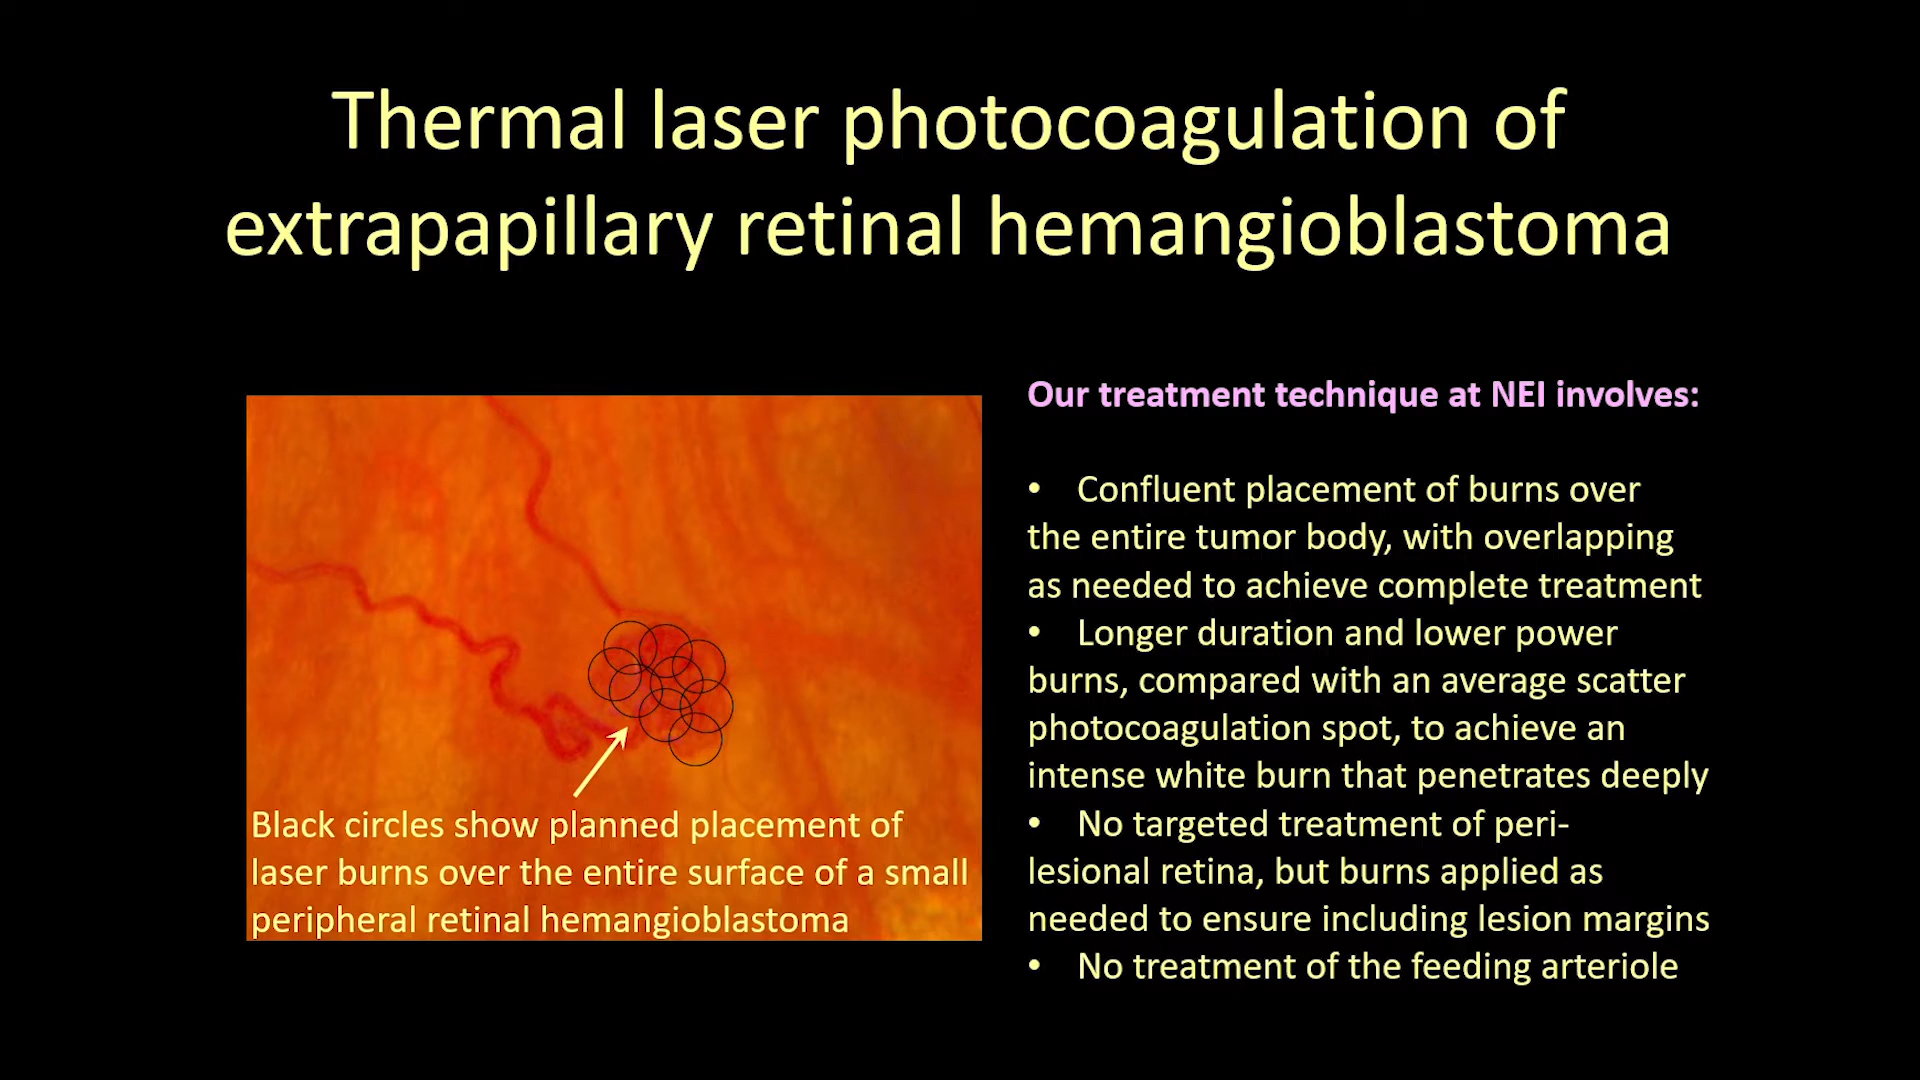 Thermal laser photocoagulation of
extrapapillary retinal hemangioblastoma
Black circles show planned placement of
laser burns over the entire surface of a small
peripheral retinal hemangioblastoma
Our treatment technique at NEI involves:
• Confluent placement of burns over
the entire tumor body, with overlapping
as needed to achieve complete treatment
• Longer duration and lower power
burns, compared with an average scatter
photocoagulation spot, to achieve an
intense white burn that penetrates deeply
• No targeted treatment of peri-
lesional retina, but burns applied as
needed to ensure including lesion margins
• No treatment of the feeding arteriole